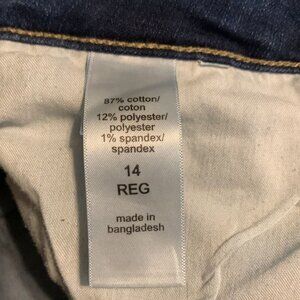 87% cotton/
coton
12% polyester/
polyester
1% spandex/
spandex
14
REG
made in
bangladesh